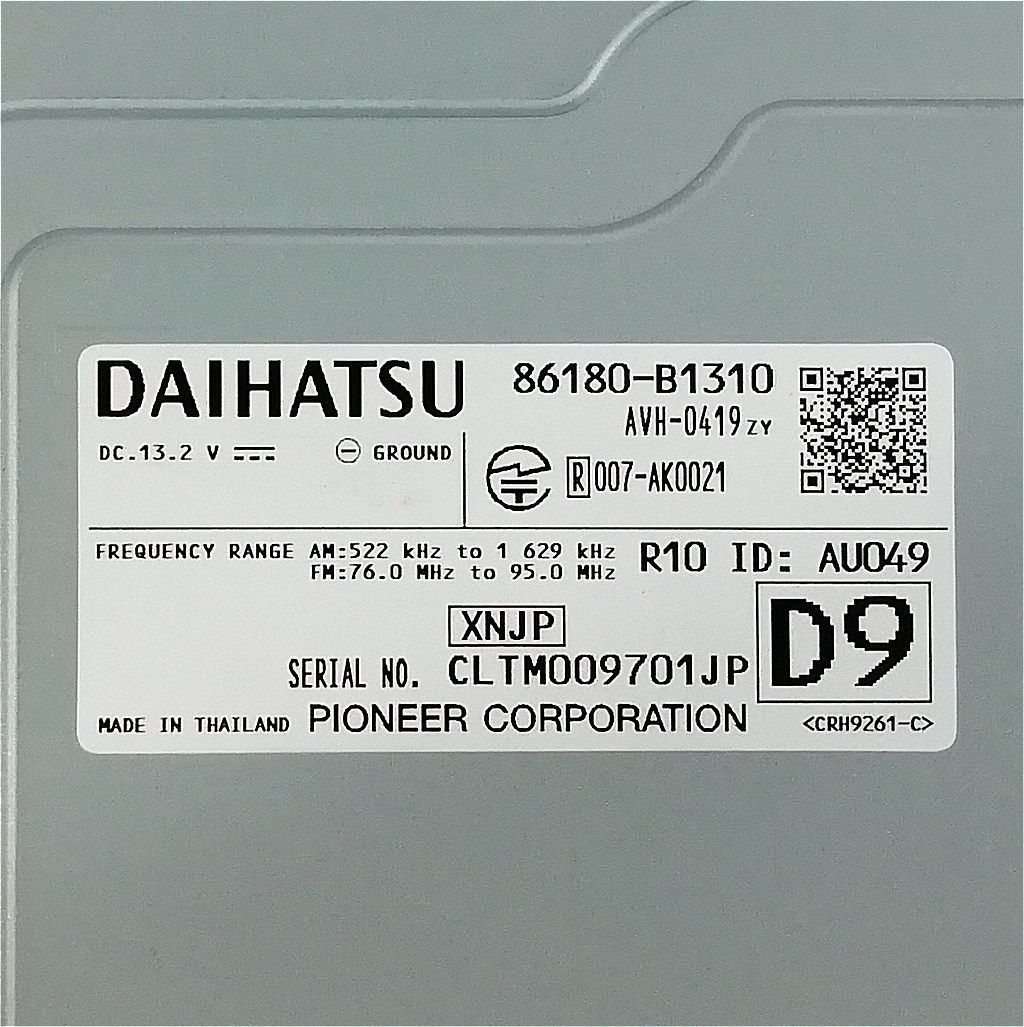 DAIHATSU
86180-B1310
AVH-0419ZY
DC.13.2 V
GROUND
R 007-AK0021
FREQUENCY RANGE AM:522 kHz to 1 629 kHz
FM:76.0 MHz to 95.0 MHz
R10 ID: AU049
D9
XNJP
SERIAL NO. CLTM009701JP
MADE IN THAILAND PIONEER CORPORATION <CRH9261-C>